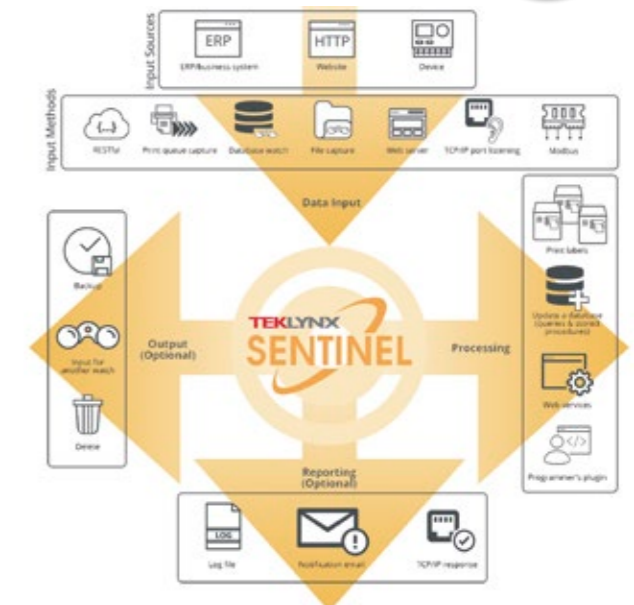 Input Sources
ERP
HTTP
ERP/business system
Website
Device
Input Methods
RESTful
Print queue capture
Database watch
File capture
Web server
TCP/IP port listening
Modbus
Data Input
Backup
Input for
another watch
Delete
Output
(Optional)
TEKLYNX
SENTINEL
Processing
Print labels
Update a database
(queries & stored
procedures)
Web services
Programmer's plugin
Reporting
(Optional)
LOG
Log file
Notification email
TCP/IP response